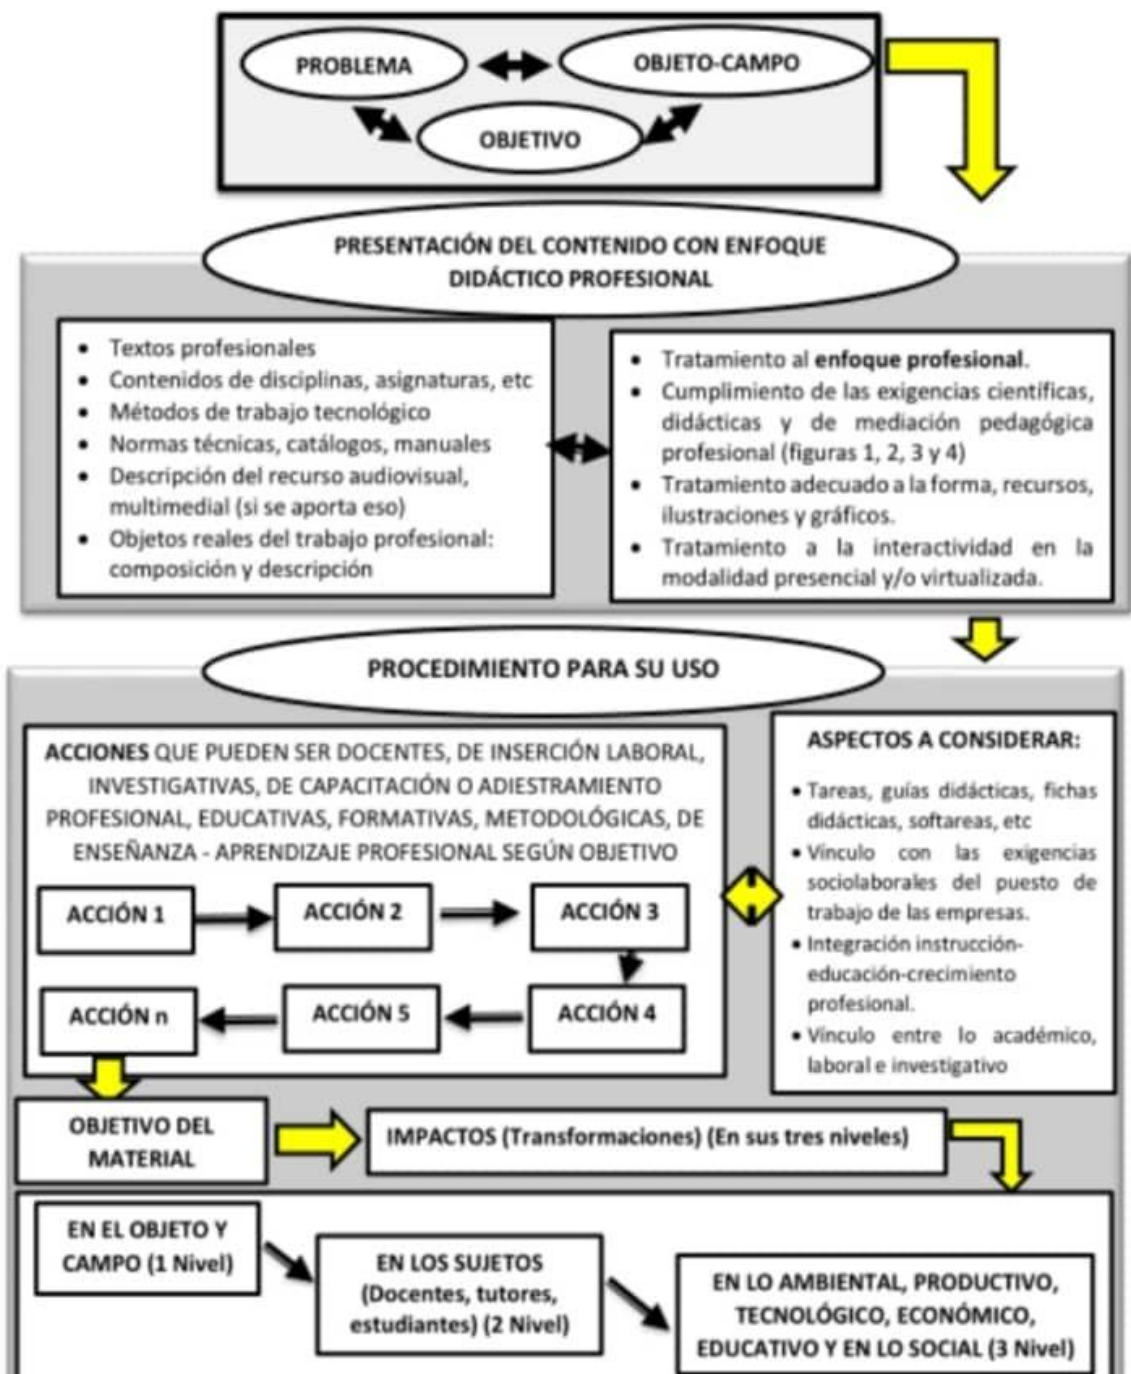 PROBLEMA
OBJETO-CAMPO
OBJETIVO
PRESENTACIÓN DEL CONTENIDO CON ENFOQUE
DIDÁCTICO PROFESIONAL
• Textos profesionales
• Contenidos de disciplinas, asignaturas, etc
• Métodos de trabajo tecnológico
• Normas técnicas, catálogos, manuales
• Descripción del recurso audiovisual,
multimedial (si se aporta eso)
• Objetos reales del trabajo profesional:
composición y descripción
• Tratamiento al enfoque profesional.
• Cumplimiento de las exigencias científicas,
didácticas y de mediación pedagógica
profesional (figuras 1, 2, 3 y 4)
• Tratamiento adecuado a la forma, recursos,
ilustraciones y gráficos.
• Tratamiento a la interactividad en la
modalidad presencial y/o virtualizada.
PROCEDIMIENTO PARA SU USO
ACCIONES QUE PUEDEN SER DOCENTES, DE INSERCIÓN LABORAL,
INVESTIGATIVAS, DE CAPACITACIÓN O ADIESTRAMIENTO
PROFESIONAL, EDUCATIVAS, FORMATIVAS, METODOLÓGICAS, DE
ENSEÑANZA - APRENDIZAJE PROFESIONAL SEGÚN OBJETIVO
ACCIÓN 1
ACCIÓN 2
ACCIÓN 3
ACCIÓN 4
ACCIÓN 5
ACCIÓN n
ASPECTOS A CONSIDERAR:
• Tareas, guías didácticas, fichas
didácticas, softareas, etc
• Vínculo con las exigencias
sociolaborales del puesto de
trabajo de las empresas.
• Integración instrucción-
educación-crecimiento
profesional.
• Vínculo entre lo académico,
laboral e investigativo
OBJETIVO DEL
MATERIAL
IMPACTOS (Transformaciones) (En sus tres niveles)
EN EL OBJETO Y
CAMPO (1 Nivel)
EN LOS SUJETOS
(Docentes, tutores,
estudiantes) (2 Nivel)
EN LO AMBIENTAL, PRODUCTIVO,
TECNOLÓGICO, ECONÓMICO,
EDUCATIVO Y EN LO SOCIAL (3 Nivel)